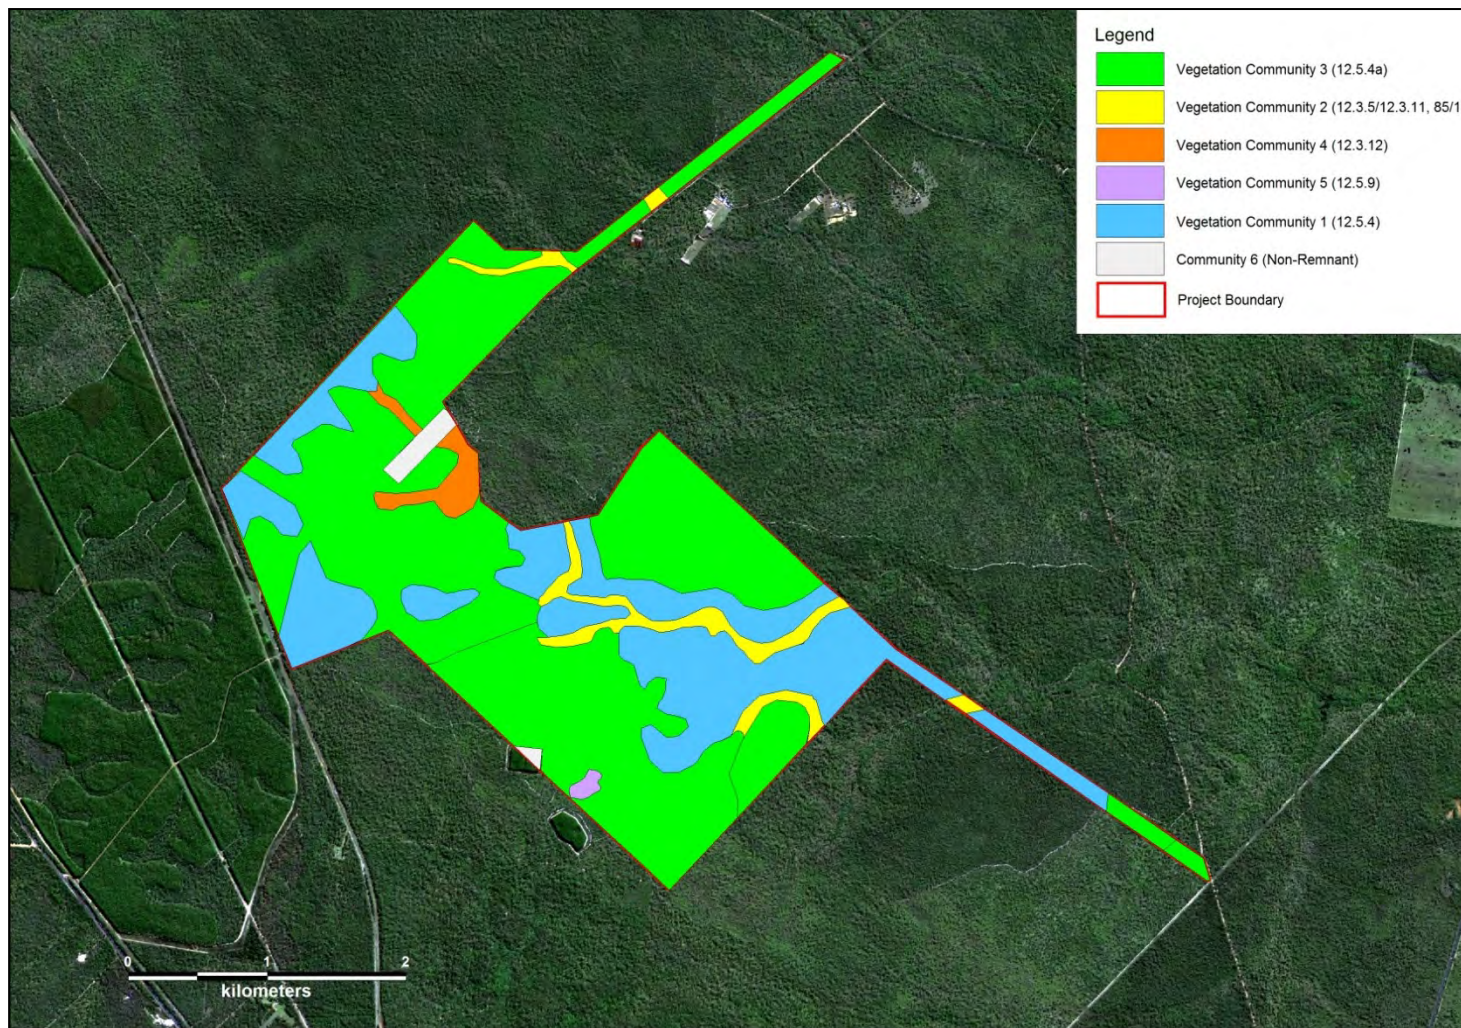 Legend
Vegetation Community 3 (12.5.4a)
Vegetation Community 2 (12.3.5/12.3.11, 85/1
Vegetation Community 4 (12.3.12)
Vegetation Community 5 (12.5.9)
Vegetation Community 1 (12.5.4)
Community 6 (Non-Remnant)
Project Boundary
0 1 2
kilometers